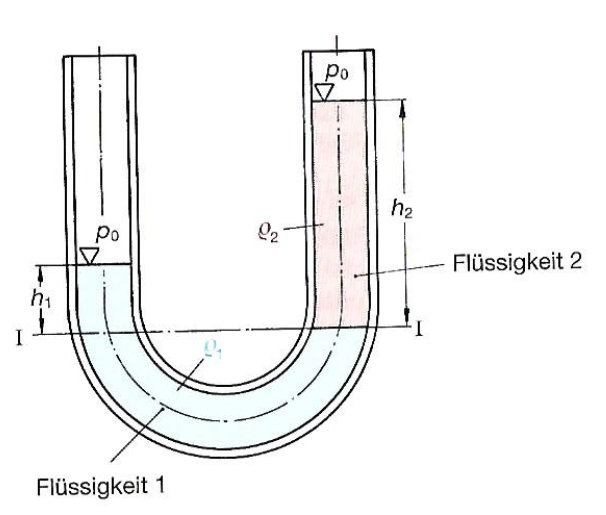 p₀
p₀
h₂
ϱ₂
Flüssigkeit 2
h₁
I
I
ϱ₁
Flüssigkeit 1